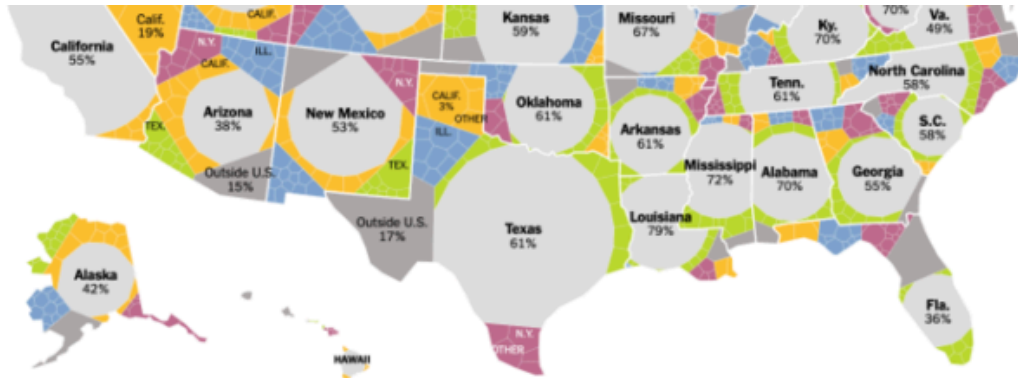 Calif.
19%
CALIF.
Kansas
59%
Missouri
67%
Ky.
70%
70%
Va.
49%
California
55%
N.Y.
ILL.
CALIF.
N.Y.
CALIF.
3%
OTHER
Oklahoma
61%
Tenn.
61%
North Carolina
58%
Arizona
38%
New Mexico
53%
TEX.
ILL.
Arkansas
61%
S.C.
58%
Outside U.S.
15%
TEX.
Mississippi
72%
Alabama
70%
Georgia
55%
Outside U.S.
17%
Texas
61%
Louisiana
79%
Alaska
42%
Fla.
36%
N.Y.
OTHER
HAWAII